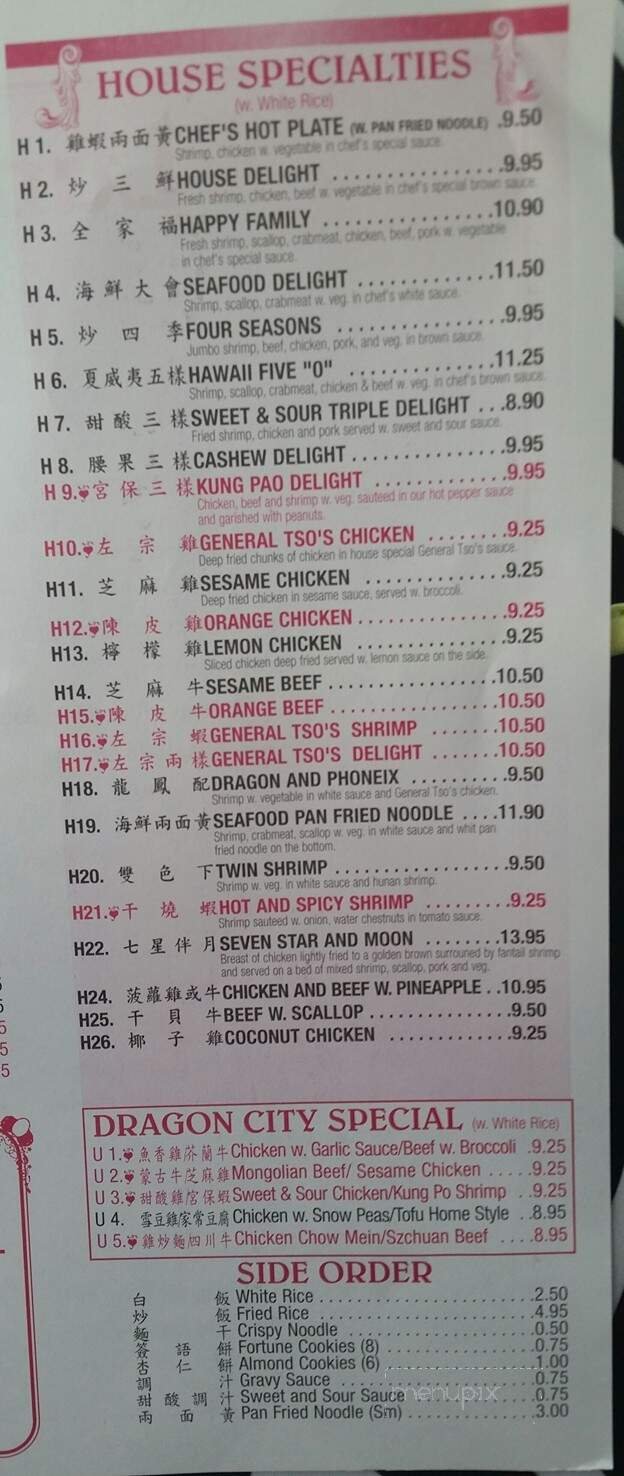 HOUSE SPECIALTIES
(w. White Rice)
H 1. 雞蝦兩面黃 CHEF'S HOT PLATE (W. PAN FRIED NOODLE) .9.50
Shrimp, chicken w. vegetable in chef's special sauce.
H 2. 炒 三 鮮 HOUSE DELIGHT ................9.95
Fresh shrimp, chicken, beef w. vegetable in chef's special brown sauce
H 3. 全 家 福 HAPPY FAMILY ................10.90
Fresh shrimp, scallop, crabmeat, chicken, beef, pork w. vegetable
in chef's special sauce.
H 4. 海鮮大會 SEAFOOD DELIGHT .............11.50
Shrimp, scallop, crabmeat w. veg. in chef's white sauce.
H 5. 炒 四 季 FOUR SEASONS ................9.95
Jumbo shrimp, beef, chicken, pork, and veg. in brown sauce.
H 6. 夏威夷五樣 HAWAII FIVE "0" .............11.25
Shrimp, scallop, crabmeat, chicken & beef w. veg. in chef's brown sauce.
H 7. 甜酸三樣 SWEET & SOUR TRIPLE DELIGHT ...8.90
Fried shrimp, chicken and pork served w. sweet and sour sauce.
H 8. 腰果三樣 CASHEW DELIGHT ...............9.95
H 9. 宮保三樣 KUNG PAO DELIGHT ............9.95
Chicken, beef and shrimp w. veg. sauteed in our hot pepper sauce
and garished with peanuts.
H10. 左 宗 雞 GENERAL TSO'S CHICKEN ........9.25
Deep fried chunks of chicken in house special General Tso's sauce.
H11. 芝 麻 雞 SESAME CHICKEN .............9.25
Deep fried chicken in sesame sauce, served w. broccoli.
H12. 陳 皮 雞 ORANGE CHICKEN ..............9.25
H13. 檸 檬 雞 LEMON CHICKEN ..............9.25
Sliced chicken deep fried served w. lemon sauce on the side.
H14. 芝 麻 牛 SESAME BEEF ................10.50
H15. 陳 皮 牛 ORANGE BEEF ................10.50
H16. 左 宗 蝦 GENERAL TSO'S SHRIMP .......10.50
H17. 左宗兩樣 GENERAL TSO'S DELIGHT ......10.50
H18. 龍 鳳 配 DRAGON AND PHONEIX .........9.50
Shrimp w. vegetable in white sauce and General Tso's chicken.
H19. 海鮮兩面黃 SEAFOOD PAN FRIED NOODLE ....11.90
Shrimp, crabmeat, scallop w. veg. in white sauce and whit pan
fried noodle on the bottom.
H20. 雙 色 下 TWIN SHRIMP ................9.50
Shrimp w. veg. in white sauce and hunan shrimp.
H21. 干 燒 蝦 HOT AND SPICY SHRIMP .........9.25
Shrimp sauteed w. onion, water chestnuts in tomato sauce.
H22. 七星伴月 SEVEN STAR AND MOON ........13.95
Breast of chicken lightly fried to a golden brown surrouned by fantail shrimp
and served on a bed of mixed shrimp, scallop, pork and veg.
H24. 菠蘿雞或牛 CHICKEN AND BEEF W. PINEAPPLE ..10.95
H25. 干 貝 牛 BEEF W. SCALLOP ...............9.50
H26. 椰 子 雞 COCONUT CHICKEN .............9.25
DRAGON CITY SPECIAL (w. White Rice)
U 1. 魚香雞芥蘭牛 Chicken w. Garlic Sauce/Beef w. Broccoli .9.25
U 2. 蒙古牛芝麻雞 Mongolian Beef/ Sesame Chicken .....9.25
U 3. 甜酸雞宮保蝦 Sweet & Sour Chicken/Kung Po Shrimp ..9.25
U 4. 雪豆雞家常豆腐 Chicken w. Snow Peas/Tofu Home Style ..8.95
U 5. 雞炒麵四川牛 Chicken Chow Mein/Szchuan Beef ....8.95
SIDE ORDER
白 飯 White Rice ........................2.50
炒 飯 Fried Rice ........................4.95
麵 干 Crispy Noodle .....................0.50
簽 語 餅 Fortune Cookies (8) ................0.75
杏 仁 餅 Almond Cookies (6) ................1.00
調 汁 Gravy Sauce .....................0.75
甜 酸 調 汁 Sweet and Sour Sauce ..............0.75
兩 面 黃 Pan Fried Noodle (Sm) ..............3.00
menupix